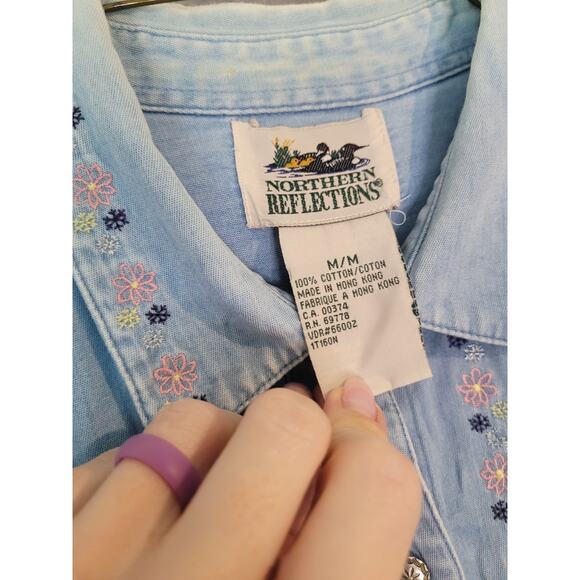 NORTHERN
REFLECTIONS®
M/M
100% COTTON/COTON
MADE IN HONG KONG
FABRIQUE A HONG KONG
C.A. 00374
R.N. 69778
VDR#66002
1T160N